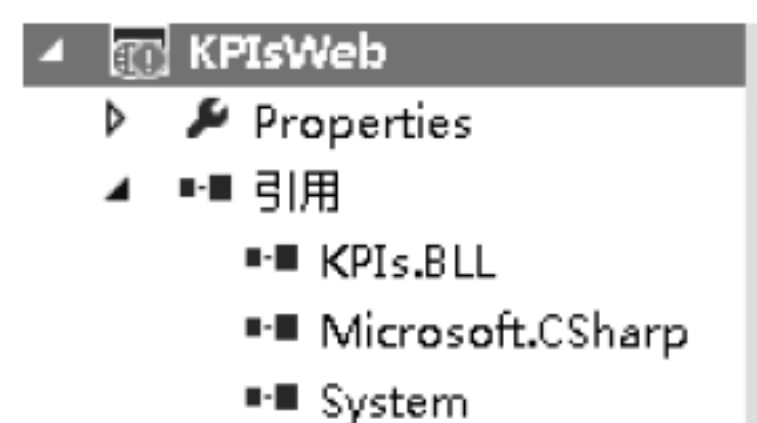 KPIsWeb
Properties
引用
KPIs.BLL
Microsoft.CSharp
System